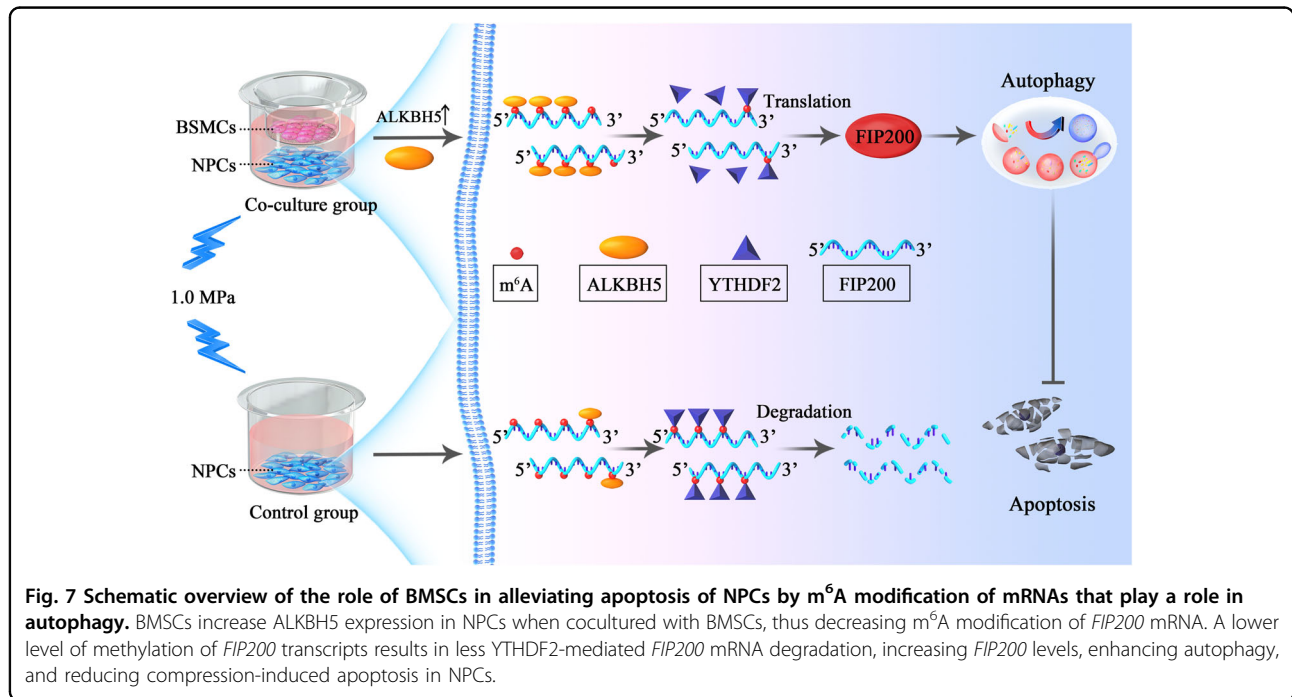 BSMCs
NPCs
Co-culture group
1.0 MPa
NPCs
Control group
ALKBH5↑
5’ 3’
5’ 3’
5’ 3’
5’ 3’
Translation
FIP200
Autophagy
m⁶A
ALKBH5
YTHDF2
5’ 3’
FIP200
5’ 3’
5’ 3’
5’ 3’
5’ 3’
Degradation
Apoptosis
Fig. 7 Schematic overview of the role of BMSCs in alleviating apoptosis of NPCs by m⁶A modification of mRNAs that play a role in
autophagy. BMSCs increase ALKBH5 expression in NPCs when cocultured with BMSCs, thus decreasing m⁶A modification of FIP200 mRNA. A lower
level of methylation of FIP200 transcripts results in less YTHDF2-mediated FIP200 mRNA degradation, increasing FIP200 levels, enhancing autophagy,
and reducing compression-induced apoptosis in NPCs.